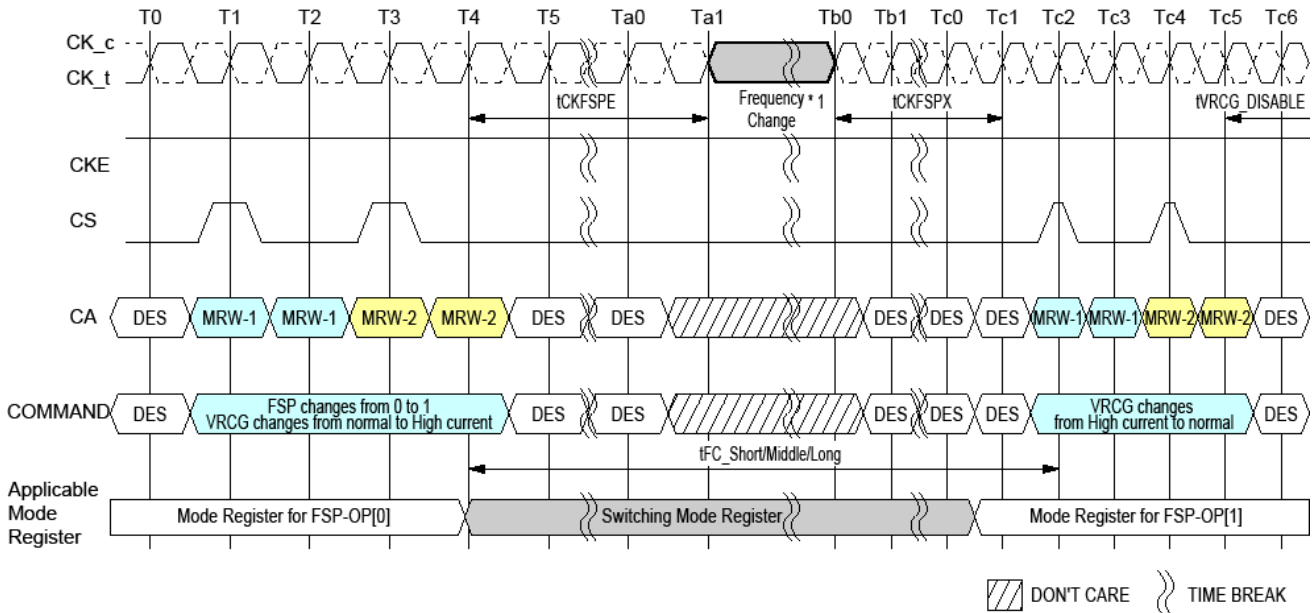 T0 T1 T2 T3 T4 T5 Ta0 Ta1 Tb0 Tb1 Tc0 Tc1 Tc2 Tc3 Tc4 Tc5 Tc6
CK_c
CK_t
tCKFSPE
Frequency * 1
Change
tCKFSPX
tVRCG_DISABLE
CKE
CS
CA DES MRW-1 MRW-1 MRW-2 MRW-2 DES DES DES DES DES MRW-1 MRW-1 MRW-2 MRW-2 DES
COMMAND DES
FSP changes from 0 to 1
VRCG changes from normal to High current
DES DES DES DES DES
VRCG changes
from High current to normal
DES
tFC_Short/Middle/Long
Applicable
Mode
Register
Mode Register for FSP-OP[0]
Switching Mode Register
Mode Register for FSP-OP[1]
DON'T CARE
TIME BREAK